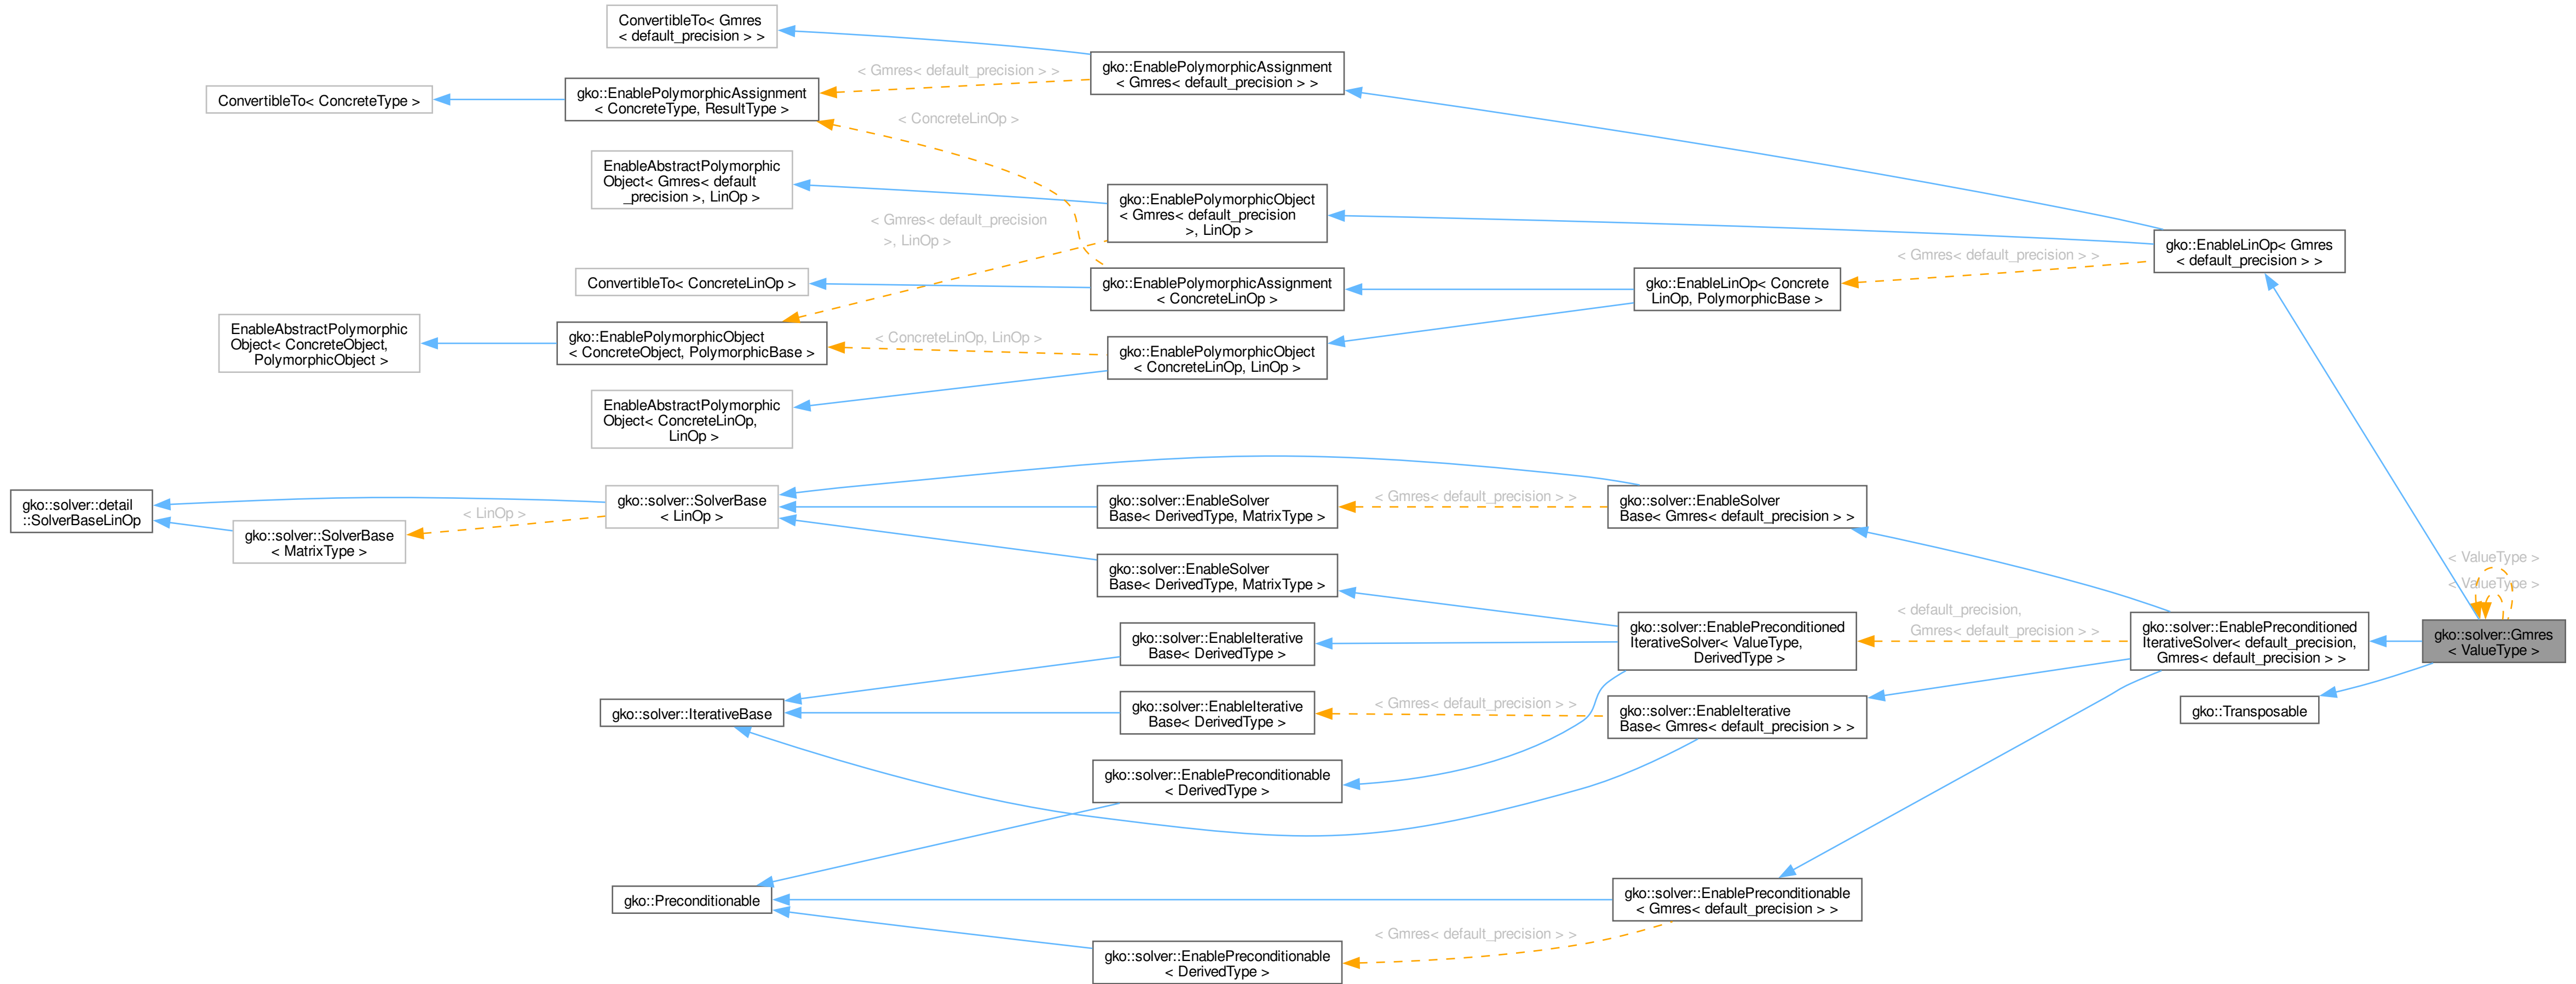 ConvertibleTo< Gmres
< default_precision > >
gko::EnablePolymorphicAssignment
< Gmres< default_precision > >
< Gmres< default_precision > >
ConvertibleTo< ConcreteType >
gko::EnablePolymorphicAssignment
< ConcreteType, ResultType >
< ConcreteLinOp >
EnableAbstractPolymorphic
Object< Gmres< default
_precision >, LinOp >
gko::EnablePolymorphicObject
< Gmres< default_precision
>, LinOp >
< Gmres< default_precision
>, LinOp >
gko::EnableLinOp< Gmres
< default_precision > >
< Gmres< default_precision > >
ConvertibleTo< ConcreteLinOp >
gko::EnablePolymorphicAssignment
< ConcreteLinOp >
gko::EnableLinOp< Concrete
LinOp, PolymorphicBase >
EnableAbstractPolymorphic
Object< ConcreteObject,
PolymorphicObject >
gko::EnablePolymorphicObject
< ConcreteObject, PolymorphicBase >
< ConcreteLinOp, LinOp >
gko::EnablePolymorphicObject
< ConcreteLinOp, LinOp >
EnableAbstractPolymorphic
Object< ConcreteLinOp,
LinOp >
gko::solver::detail
::SolverBaseLinOp
gko::solver::SolverBase
< MatrixType >
< LinOp >
gko::solver::SolverBase
< LinOp >
gko::solver::EnableSolver
Base< DerivedType, MatrixType >
< Gmres< default_precision > >
gko::solver::EnableSolver
Base< Gmres< default_precision > >
gko::solver::EnableSolver
Base< DerivedType, MatrixType >
< ValueType >
< ValueType >
gko::solver::EnableIterative
Base< DerivedType >
gko::solver::EnablePreconditioned
IterativeSolver< ValueType,
DerivedType >
< default_precision,
Gmres< default_precision > >
gko::solver::EnablePreconditioned
IterativeSolver< default_precision,
Gmres< default_precision > >
gko::solver::Gmres
< ValueType >
gko::solver::IterativeBase
gko::solver::EnableIterative
Base< DerivedType >
< Gmres< default_precision > >
gko::solver::EnableIterative
Base< Gmres< default_precision > >
gko::Transposable
gko::solver::EnablePreconditionable
< DerivedType >
gko::Preconditionable
gko::solver::EnablePreconditionable
< Gmres< default_precision > >
< Gmres< default_precision > >
gko::solver::EnablePreconditionable
< DerivedType >